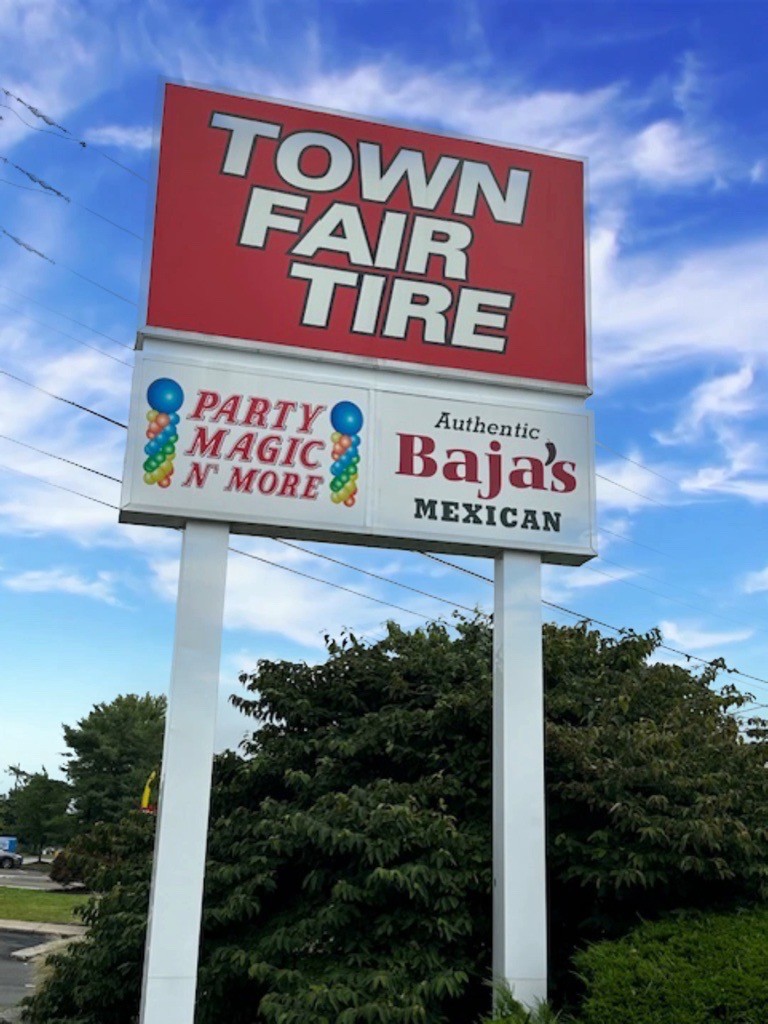 TOWN
FAIR
TIRE
PARTY
MAGIC
N' MORE
Authentic
Baja's
MEXICAN